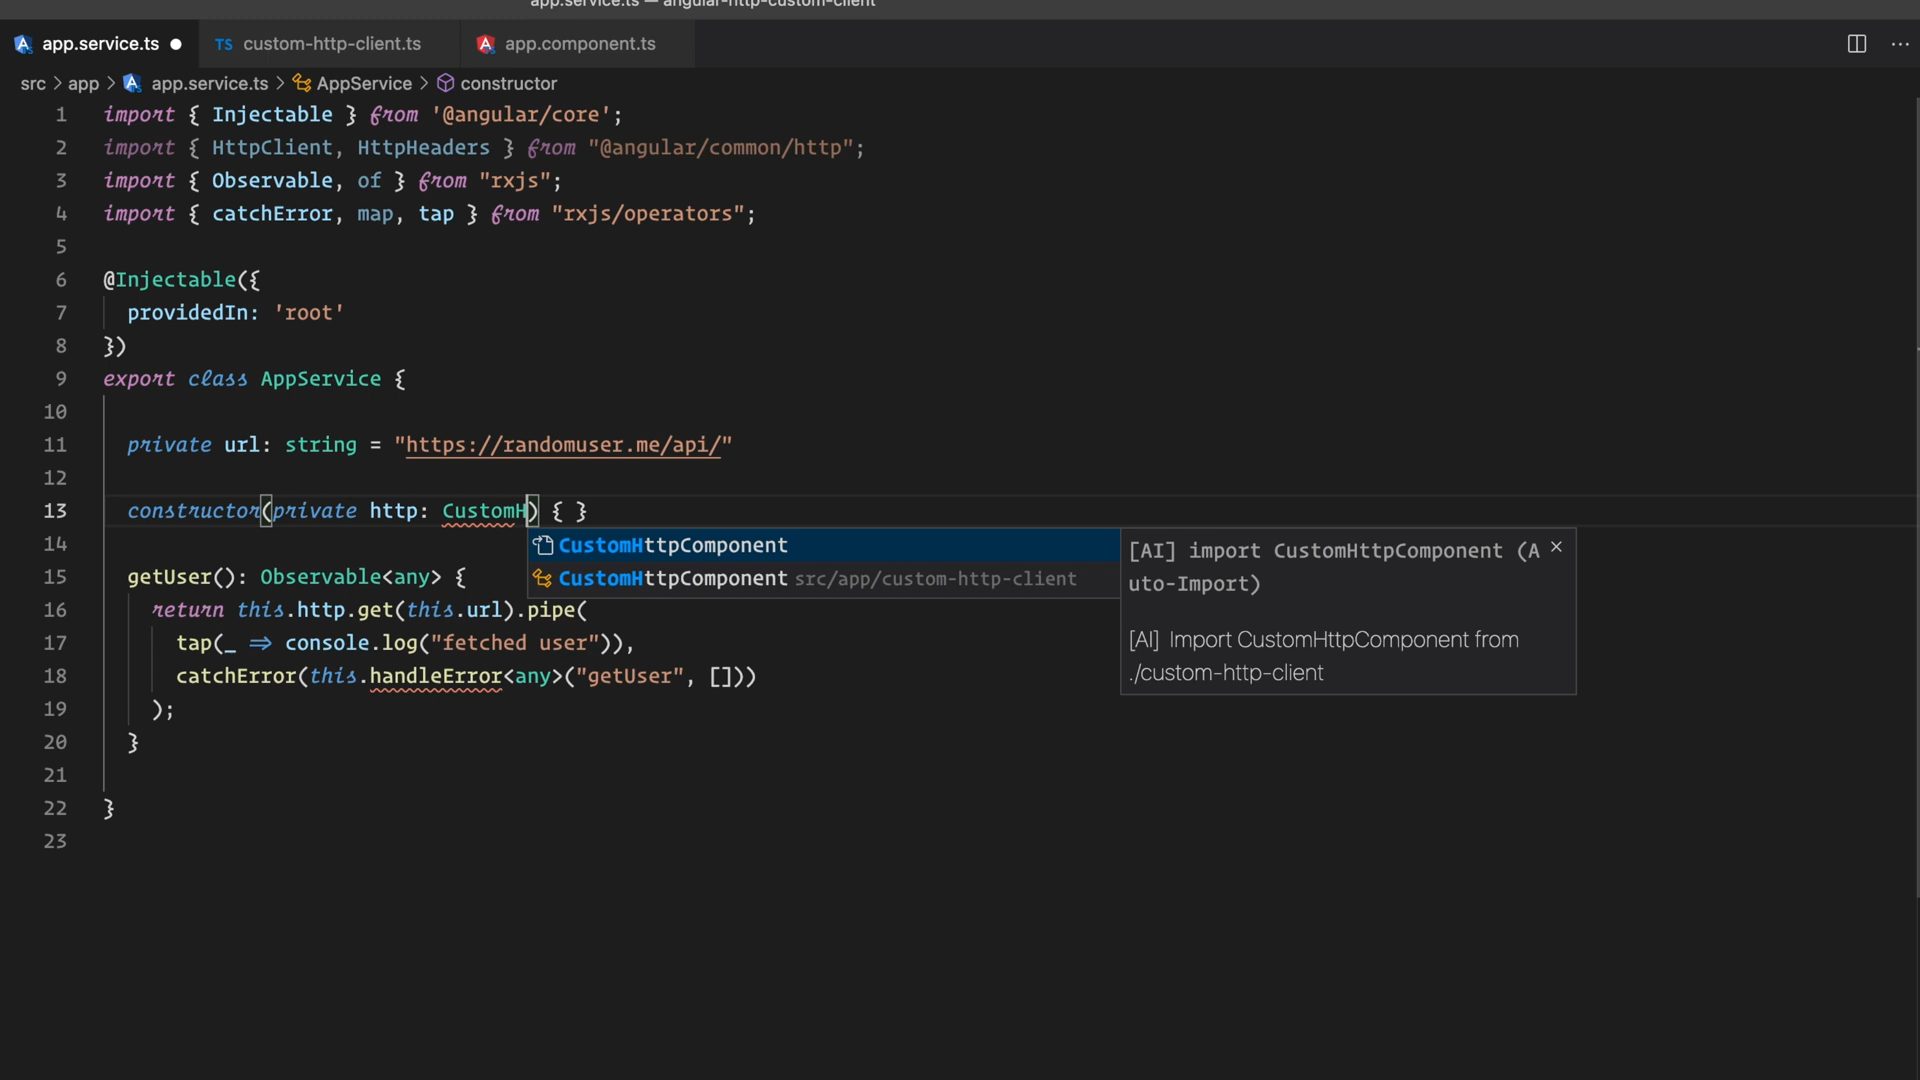 app.service.ts — angular-http-custom-client
app.service.ts
TS custom-http-client.ts
app.component.ts
src > app > app.service.ts > AppService > constructor
1 import { Injectable } from '@angular/core';
2 import { HttpClient, HttpHeaders } from "@angular/common/http";
3 import { Observable, of } from "rxjs";
4 import { catchError, map, tap } from "rxjs/operators";
5
6 @Injectable({
7 providedIn: 'root'
8 })
9 export class AppService {
10
11 private url: string = "https://randomuser.me/api/"
12
13 constructor(private http: CustomH) { }
14
CustomHttpComponent
CustomHttpComponent src/app/custom-http-client
[AI] import CustomHttpComponent (A
uto-Import)
[AI] Import CustomHttpComponent from
./custom-http-client
15 getUser(): Observable<any> {
16 return this.http.get(this.url).pipe(
17 tap(_ => console.log("fetched user")),
18 catchError(this.handleError<any>("getUser", []))
19 );
20 }
21
22 }
23